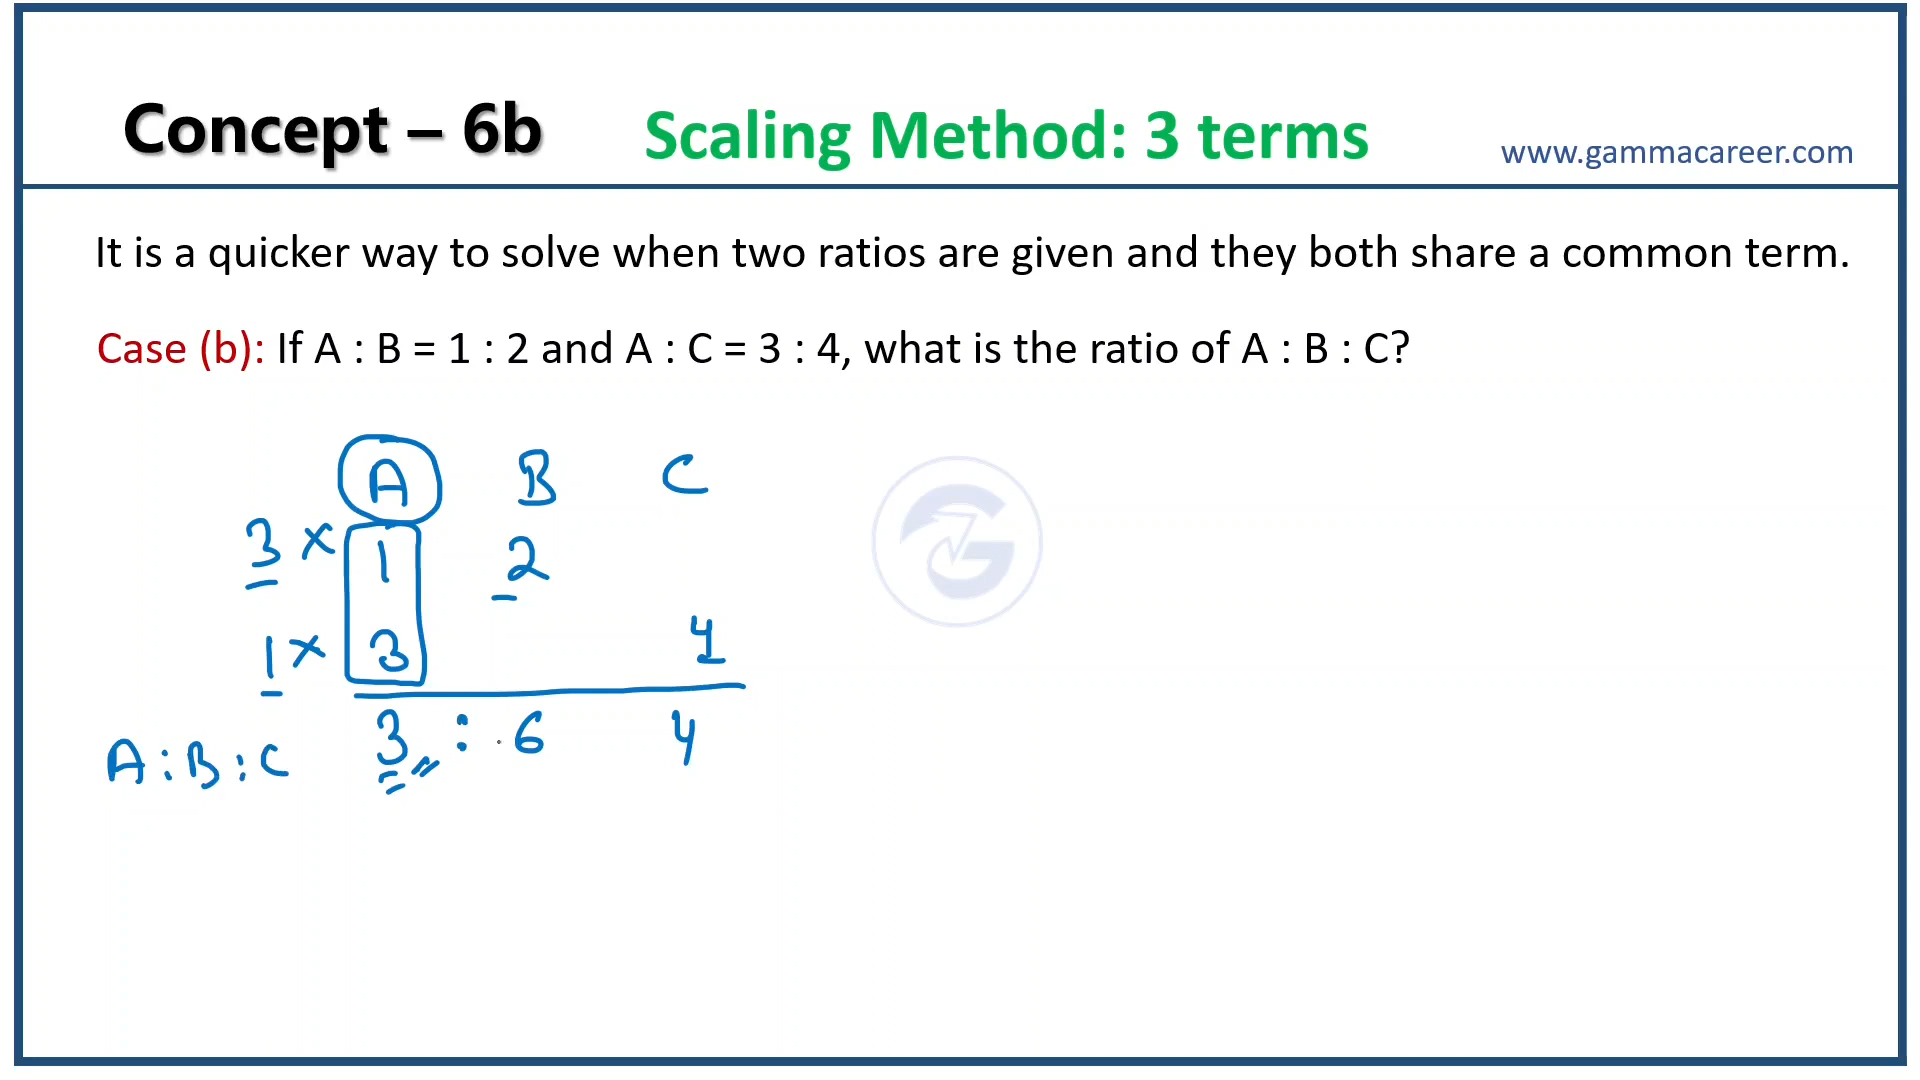 Concept – 6b Scaling Method: 3 terms www.gammacareer.com
It is a quicker way to solve when two ratios are given and they both share a common term.
Case (b): If A : B = 1 : 2 and A : C = 3 : 4, what is the ratio of A : B : C?
A B C
3 × 1 2
1 × 3 4
A : B : C 3 : 6 4